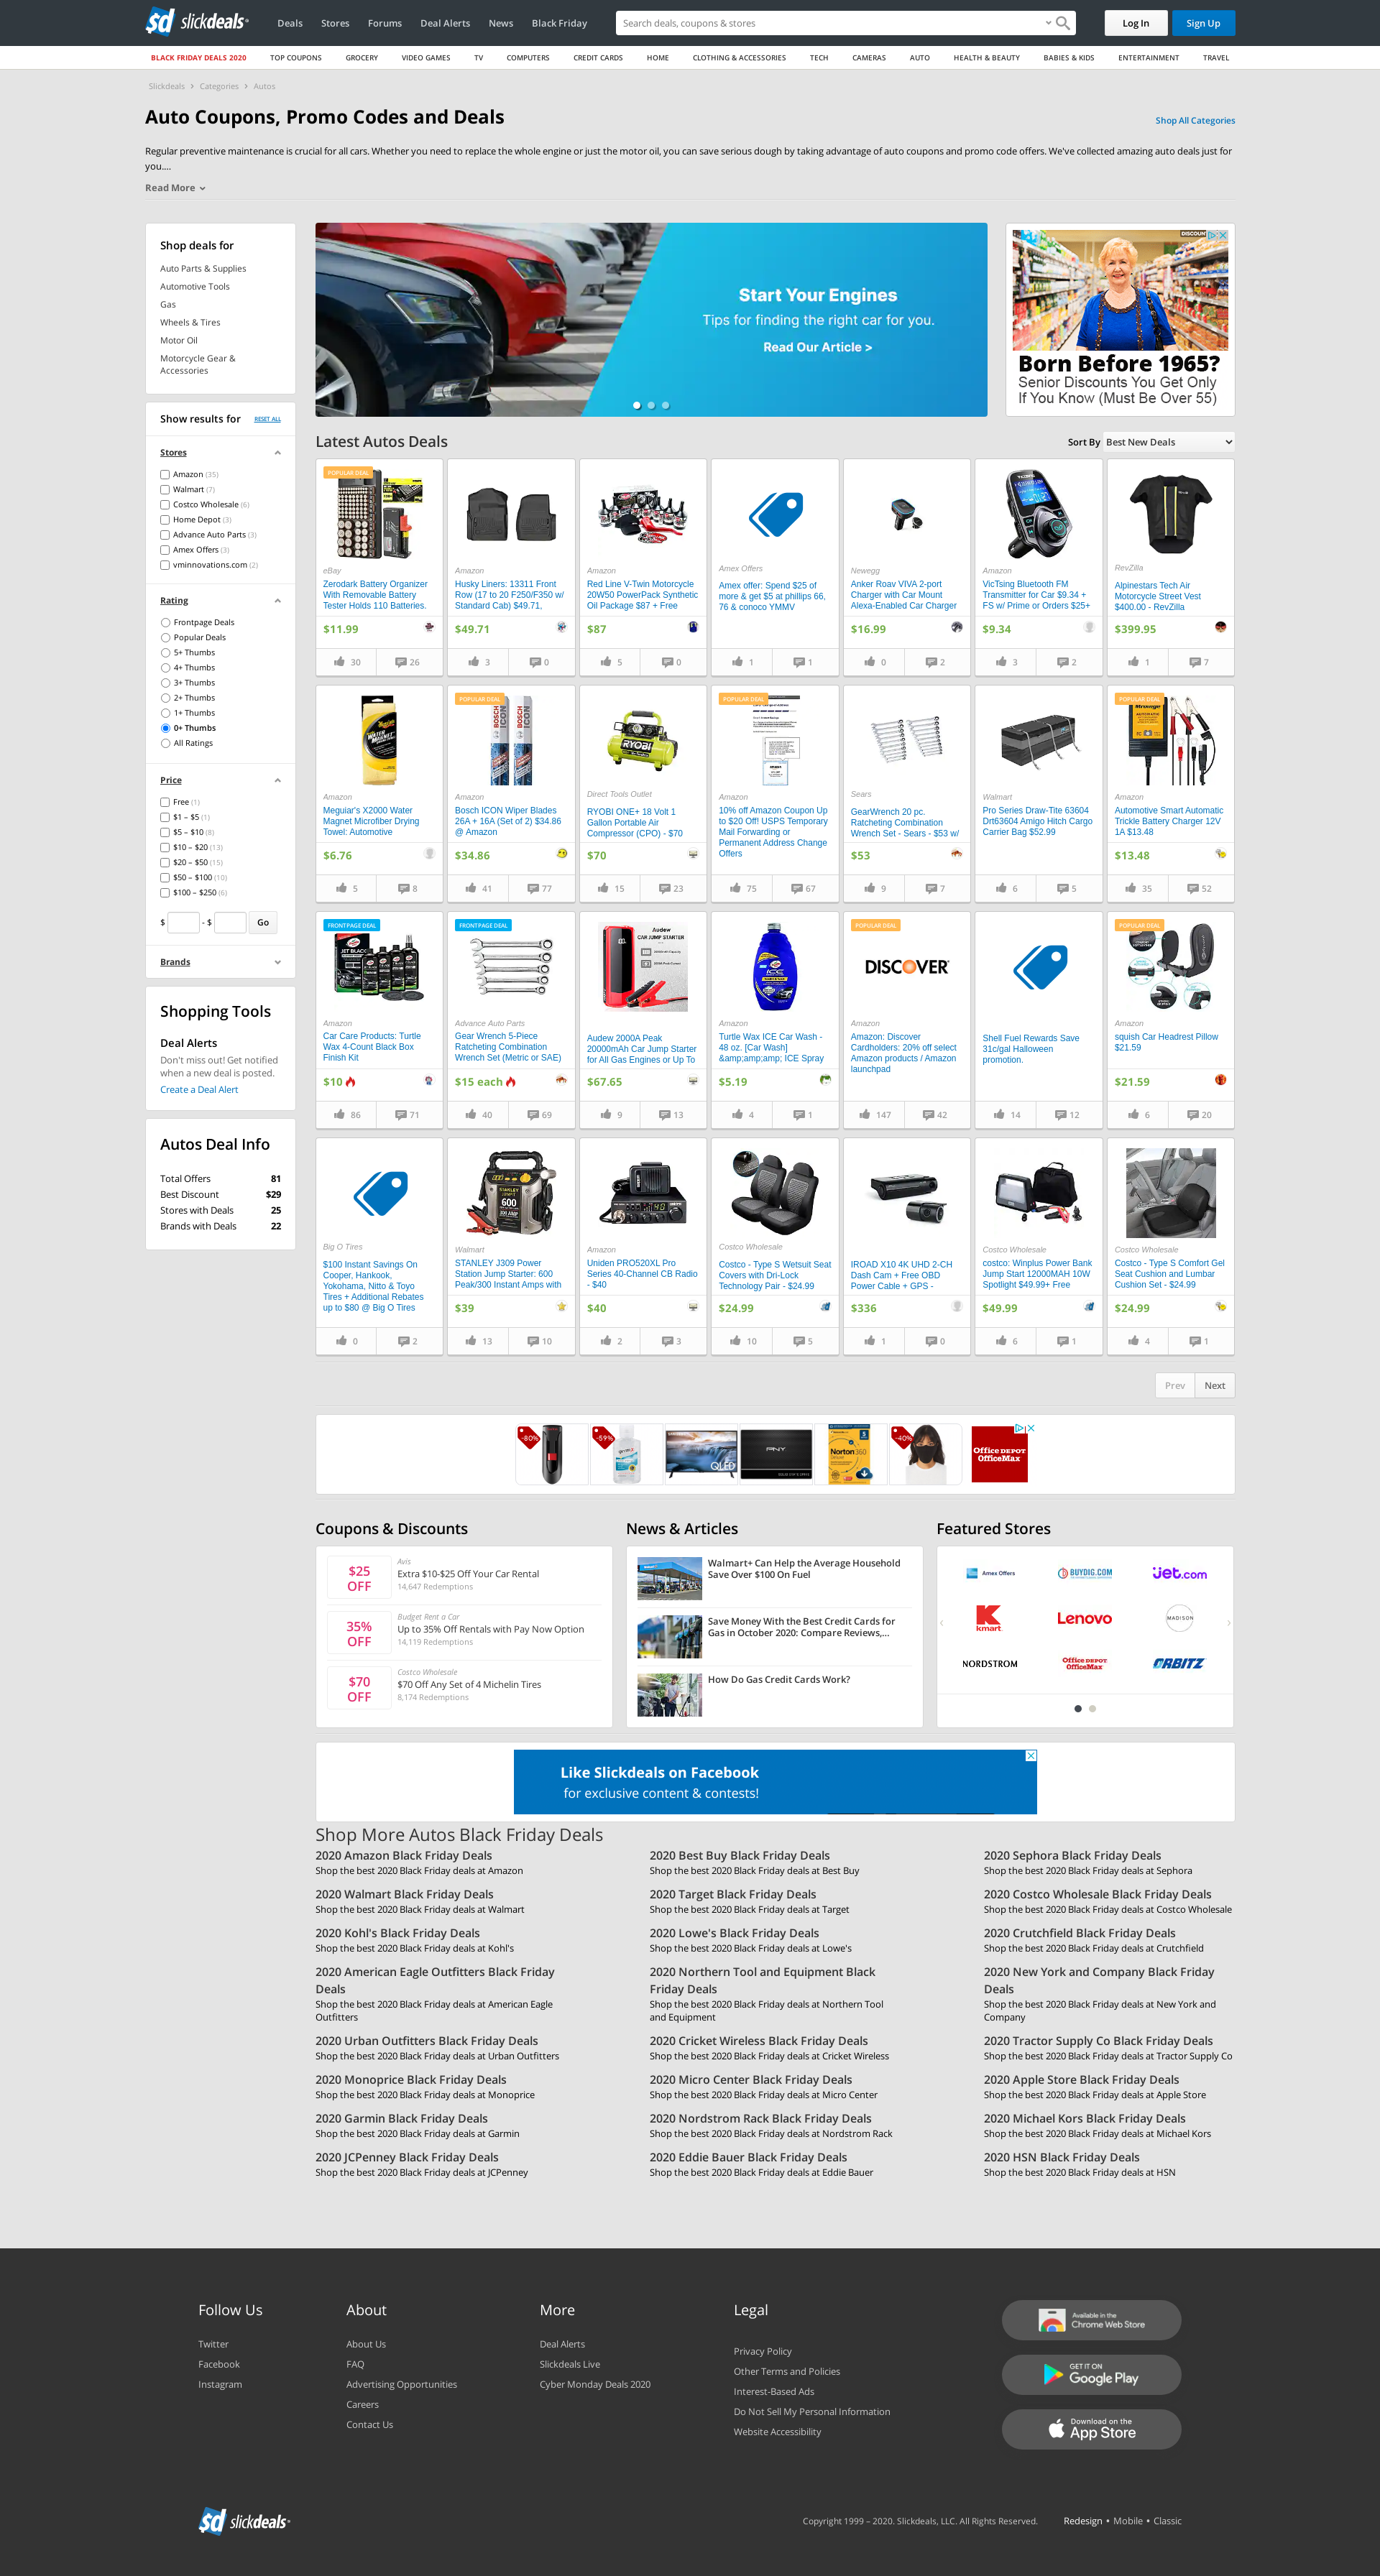 slickdeals
Deals
Stores
Forums
Deal Alerts
News
Black Friday
Search deals, coupons & stores
Log In
Sign Up
BLACK FRIDAY DEALS 2020
TOP COUPONS
GROCERY
VIDEO GAMES
TV
COMPUTERS
CREDIT CARDS
HOME
CLOTHING & ACCESSORIES
TECH
CAMERAS
AUTO
HEALTH & BEAUTY
BABIES & KIDS
ENTERTAINMENT
TRAVEL
Slickdeals > Categories > Autos
Auto Coupons, Promo Codes and Deals
Shop All Categories
Regular preventive maintenance is crucial for all cars. Whether you need to replace the whole engine or just the motor oil, you can save serious dough by taking advantage of auto coupons and promo code offers. We've collected amazing auto deals just for
you....
Read More
Shop deals for
Auto Parts & Supplies
Automotive Tools
Gas
Wheels & Tires
Motor Oil
Motorcycle Gear &
Accessories
Show results for
RESET ALL
Stores
Amazon (35)
Walmart (7)
Costco Wholesale (6)
Home Depot (3)
Advance Auto Parts (3)
Amex Offers (3)
vminnovations.com (2)
Rating
Frontpage Deals
Popular Deals
5+ Thumbs
4+ Thumbs
3+ Thumbs
2+ Thumbs
1+ Thumbs
0+ Thumbs
All Ratings
Price
Free (1)
$1 – $5 (1)
$5 – $10 (8)
$10 – $20 (13)
$20 – $50 (15)
$50 – $100 (10)
$100 – $250 (6)
$ - $ Go
Brands
Shopping Tools
Deal Alerts
Don't miss out! Get notified
when a new deal is posted.
Create a Deal Alert
Autos Deal Info
Total Offers 81
Best Discount $29
Stores with Deals 25
Brands with Deals 22
Start Your Engines
Tips for finding the right car for you.
Read Our Article >
DISCOUN
Born Before 1965?
Senior Discounts You Get Only
If You Know (Must Be Over 55)
Latest Autos Deals
Sort By Best New Deals
POPULAR DEAL
eBay
Zerodark Battery Organizer
With Removable Battery
Tester Holds 110 Batteries.
$11.99
30 26
Amazon
Husky Liners: 13311 Front
Row (17 to 20 F250/F350 w/
Standard Cab) $49.71,
$49.71
3 0
Amazon
Red Line V-Twin Motorcycle
20W50 PowerPack Synthetic
Oil Package $87 + Free
$87
5 0
Amex Offers
Amex offer: Spend $25 of
more & get $5 at phillips 66,
76 & conoco YMMV
1 1
Newegg
Anker Roav VIVA 2-port
Charger with Car Mount
Alexa-Enabled Car Charger
$16.99
0 2
Amazon
VicTsing Bluetooth FM
Transmitter for Car $9.34 +
FS w/ Prime or Orders $25+
$9.34
3 2
RevZilla
Alpinestars Tech Air
Motorcycle Street Vest
$400.00 - RevZilla
$399.95
1 7
Amazon
Meguiar's X2000 Water
Magnet Microfiber Drying
Towel: Automotive
$6.76
5 8
POPULAR DEAL
BOSCH ICON
Amazon
Bosch ICON Wiper Blades
26A + 16A (Set of 2) $34.86
@ Amazon
$34.86
41 77
RYOBI
Direct Tools Outlet
RYOBI ONE+ 18 Volt 1
Gallon Portable Air
Compressor (CPO) - $70
$70
15 23
POPULAR DEAL
Amazon
10% off Amazon Coupon Up
to $20 Off! USPS Temporary
Mail Forwarding or
Permanent Address Change
Offers
75 67
Sears
GearWrench 20 pc.
Ratcheting Combination
Wrench Set - Sears - $53 w/
$53
9 7
Walmart
Pro Series Draw-Tite 63604
Drt63604 Amigo Hitch Cargo
Carrier Bag $52.99
6 5
POPULAR DEAL
Amazon
Automotive Smart Automatic
Trickle Battery Charger 12V
1A $13.48
$13.48
35 52
FRONTPAGE DEAL
JET BLACK
Amazon
Car Care Products: Turtle
Wax 4-Count Black Box
Finish Kit
$10
86 71
FRONTPAGE DEAL
Advance Auto Parts
Gear Wrench 5-Piece
Ratcheting Combination
Wrench Set (Metric or SAE)
$15 each
40 69
Audew
CAR JUMP STARTER
Audew 2000A Peak
20000mAh Car Jump Starter
for All Gas Engines or Up To
$67.65
9 13
ICE
Amazon
Turtle Wax ICE Car Wash -
48 oz. [Car Wash]
&amp;amp;amp; ICE Spray
$5.19
4 1
POPULAR DEAL
DISCOVER
Amazon
Amazon: Discover
Cardholders: 20% off select
Amazon products / Amazon
launchpad
147 42
Shell Fuel Rewards Save
31c/gal Halloween
promotion.
14 12
POPULAR DEAL
Amazon
squish Car Headrest Pillow
$21.59
$21.59
6 20
Big O Tires
$100 Instant Savings On
Cooper, Hankook,
Yokohama, Nitto & Toyo
Tires + Additional Rebates
up to $80 @ Big O Tires
0 2
STANLEY
600
Walmart
STANLEY J309 Power
Station Jump Starter: 600
Peak/300 Instant Amps with
$39
13 10
Amazon
Uniden PRO520XL Pro
Series 40-Channel CB Radio
- $40
$40
2 3
Costco Wholesale
Costco - Type S Wetsuit Seat
Covers with Dri-Lock
Technology Pair - $24.99
$24.99
10 5
IROAD X10 4K UHD 2-CH
Dash Cam + Free OBD
Power Cable + GPS -
$336
1 0
Costco Wholesale
costco: Winplus Power Bank
Jump Start 12000MAH 10W
Spotlight $49.99+ Free
$49.99
6 1
Costco Wholesale
Costco - Type S Comfort Gel
Seat Cushion and Lumbar
Cushion Set - $24.99
$24.99
4 1
Prev
Next
-80%
-59%
QLED
PNY
Norton 360
-40%
Office DEPOT
OfficeMax
Coupons & Discounts
$25
OFF
Avis
Extra $10-$25 Off Your Car Rental
14,647 Redemptions
35%
OFF
Budget Rent a Car
Up to 35% Off Rentals with Pay Now Option
14,119 Redemptions
$70
OFF
Costco Wholesale
$70 Off Any Set of 4 Michelin Tires
8,174 Redemptions
News & Articles
Walmart+ Can Help the Average Household
Save Over $100 On Fuel
Save Money With the Best Credit Cards for
Gas in October 2020: Compare Reviews,...
How Do Gas Credit Cards Work?
Featured Stores
Amex Offers
BUYDIG.COM
jet.com
kmart
Lenovo
MADISON
NORDSTROM
Office DEPOT
OfficeMax
ORBITZ
Like Slickdeals on Facebook
for exclusive content & contests!
Shop More Autos Black Friday Deals
2020 Amazon Black Friday Deals
Shop the best 2020 Black Friday deals at Amazon
2020 Best Buy Black Friday Deals
Shop the best 2020 Black Friday deals at Best Buy
2020 Sephora Black Friday Deals
Shop the best 2020 Black Friday deals at Sephora
2020 Walmart Black Friday Deals
Shop the best 2020 Black Friday deals at Walmart
2020 Target Black Friday Deals
Shop the best 2020 Black Friday deals at Target
2020 Costco Wholesale Black Friday Deals
Shop the best 2020 Black Friday deals at Costco Wholesale
2020 Kohl's Black Friday Deals
Shop the best 2020 Black Friday deals at Kohl's
2020 Lowe's Black Friday Deals
Shop the best 2020 Black Friday deals at Lowe's
2020 Crutchfield Black Friday Deals
Shop the best 2020 Black Friday deals at Crutchfield
2020 American Eagle Outfitters Black Friday
Deals
Shop the best 2020 Black Friday deals at American Eagle
Outfitters
2020 Northern Tool and Equipment Black
Friday Deals
Shop the best 2020 Black Friday deals at Northern Tool
and Equipment
2020 New York and Company Black Friday
Deals
Shop the best 2020 Black Friday deals at New York and
Company
2020 Urban Outfitters Black Friday Deals
Shop the best 2020 Black Friday deals at Urban Outfitters
2020 Cricket Wireless Black Friday Deals
Shop the best 2020 Black Friday deals at Cricket Wireless
2020 Tractor Supply Co Black Friday Deals
Shop the best 2020 Black Friday deals at Tractor Supply Co
2020 Monoprice Black Friday Deals
Shop the best 2020 Black Friday deals at Monoprice
2020 Micro Center Black Friday Deals
Shop the best 2020 Black Friday deals at Micro Center
2020 Apple Store Black Friday Deals
Shop the best 2020 Black Friday deals at Apple Store
2020 Garmin Black Friday Deals
Shop the best 2020 Black Friday deals at Garmin
2020 Nordstrom Rack Black Friday Deals
Shop the best 2020 Black Friday deals at Nordstrom Rack
2020 Michael Kors Black Friday Deals
Shop the best 2020 Black Friday deals at Michael Kors
2020 JCPenney Black Friday Deals
Shop the best 2020 Black Friday deals at JCPenney
2020 Eddie Bauer Black Friday Deals
Shop the best 2020 Black Friday deals at Eddie Bauer
2020 HSN Black Friday Deals
Shop the best 2020 Black Friday deals at HSN
Follow Us
Twitter
Facebook
Instagram
About
About Us
FAQ
Advertising Opportunities
Careers
Contact Us
More
Deal Alerts
Slickdeals Live
Cyber Monday Deals 2020
Legal
Privacy Policy
Other Terms and Policies
Interest-Based Ads
Do Not Sell My Personal Information
Website Accessibility
Available in the
Chrome Web Store
GET IT ON
Google Play
Download on the
App Store
slickdeals
Copyright 1999 – 2020. Slickdeals, LLC. All Rights Reserved.
Redesign • Mobile • Classic